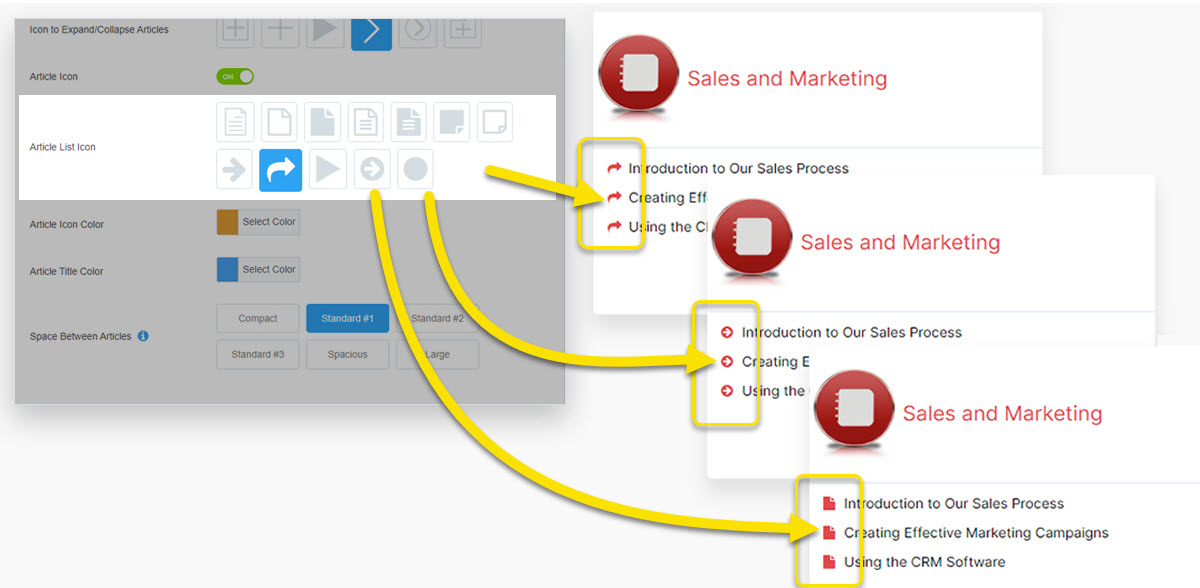 Icon to Expand/Collapse Articles
Article Icon
ON
Article List Icon
Article Icon Color
Select Color
Article Title Color
Select Color
Space Between Articles
Compact
Standard #1
Standard #2
Standard #3
Spacious
Large
Sales and Marketing
Introduction to Our Sales Process
Creating Eff
Using the C
Sales and Marketing
Introduction to Our Sales Process
Creating E
Using the
Sales and Marketing
Introduction to Our Sales Process
Creating Effective Marketing Campaigns
Using the CRM Software